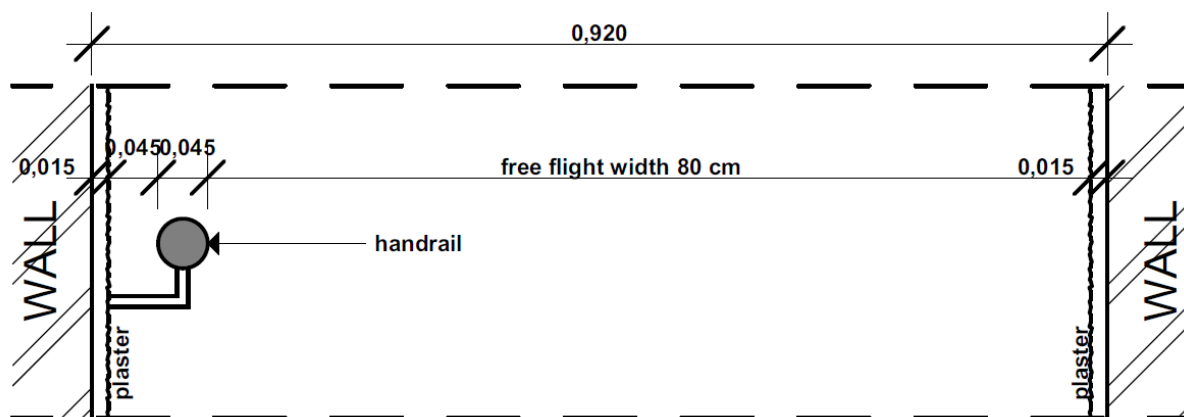 0,920
0,045 0,045
0,015
free flight width 80 cm
0,015
handrail
WALL
WALL
plaster
plaster